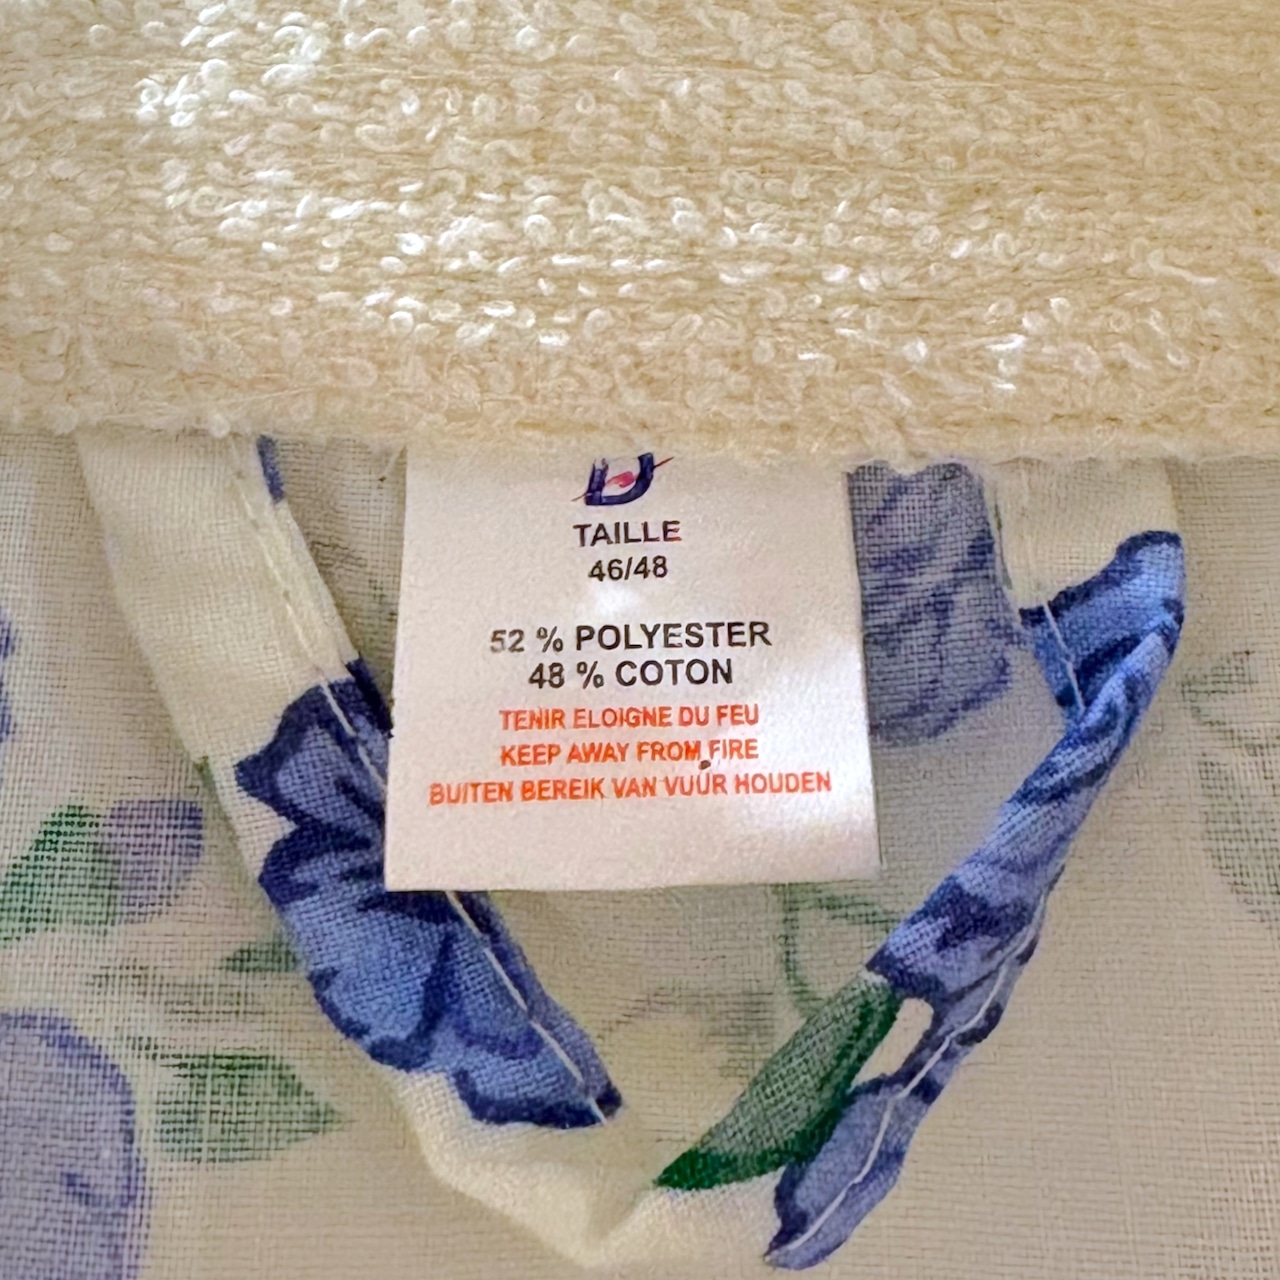 TAILLE
46/48
52 % POLYESTER
48 % COTON
TENIR ELOIGNE DU FEU
KEEP AWAY FROM FIRE
BUITEN BEREIK VAN VUUR HOUDEN